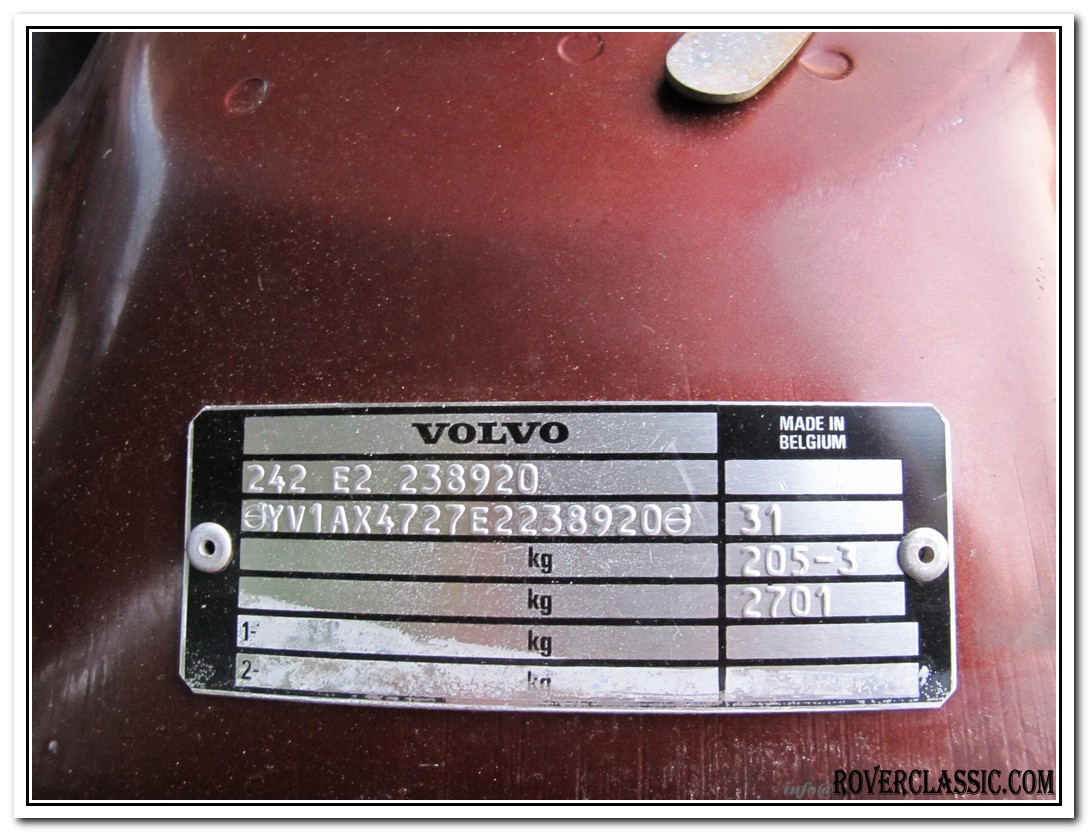 VOLVO
MADE IN
BELGIUM
242 E2 238920
YV1AX4727E2238920
31
kg
205-3
kg
2701
1-
kg
2-
kg
ROVERCLASSIC.COM